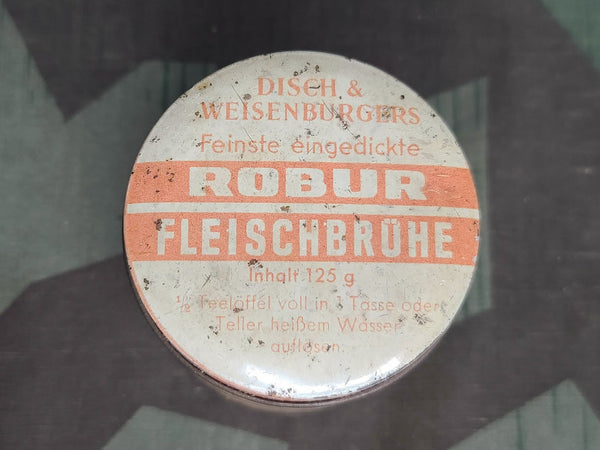 DISCH &
WEISENBURGERS
Feinste eingedickte
ROBUR
FLEISCHBRÜHE
Inhalt 125 g
½ Teelöffel voll in 1 Tasse oder
Teller heißem Wasser
auflösen.